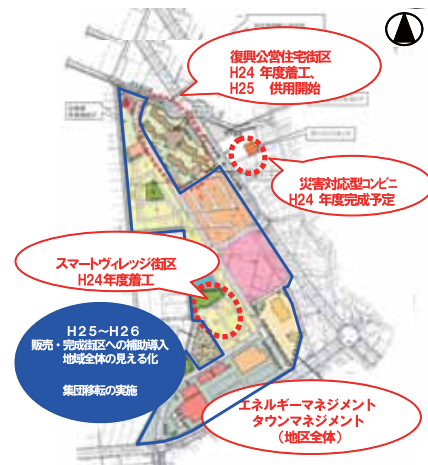 復興公営住宅街区
H24 年度着工、
H25 供用開始
災害対応型コンビニ
H24 年度完成予定
スマートヴィレッジ街区
H24年度着工
H25～H26
販売・完成街区への補助導入
地域全体の見える化
集団移転の実施
エネルギーマネジメント
タウンマネジメント
（地区全体）